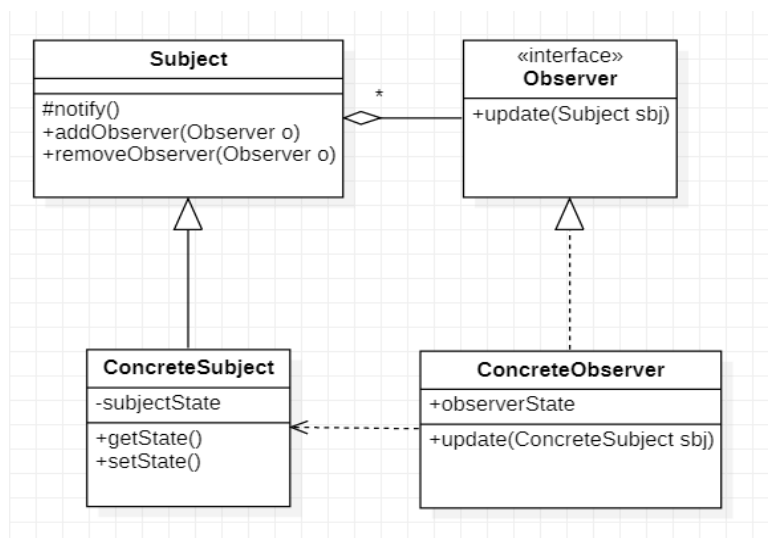 Subject
#notify()
+addObserver(Observer o)
+removeObserver(Observer o)
*
«interface»
Observer
+update(Subject sbj)
ConcreteSubject
-subjectState
+getState()
+setState()
ConcreteObserver
+observerState
+update(ConcreteSubject sbj)